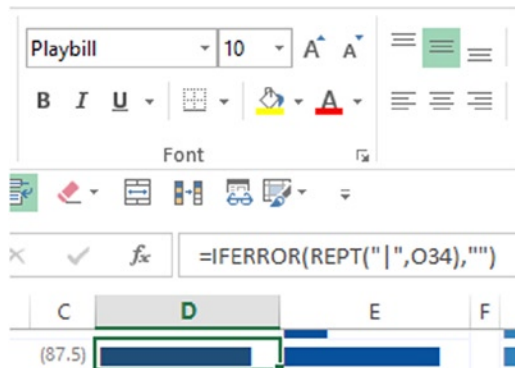 Playbill 10 A A
B I U A
Font
fx =IFERROR(REPT("|",O34),"")
C D E F
(87.5)